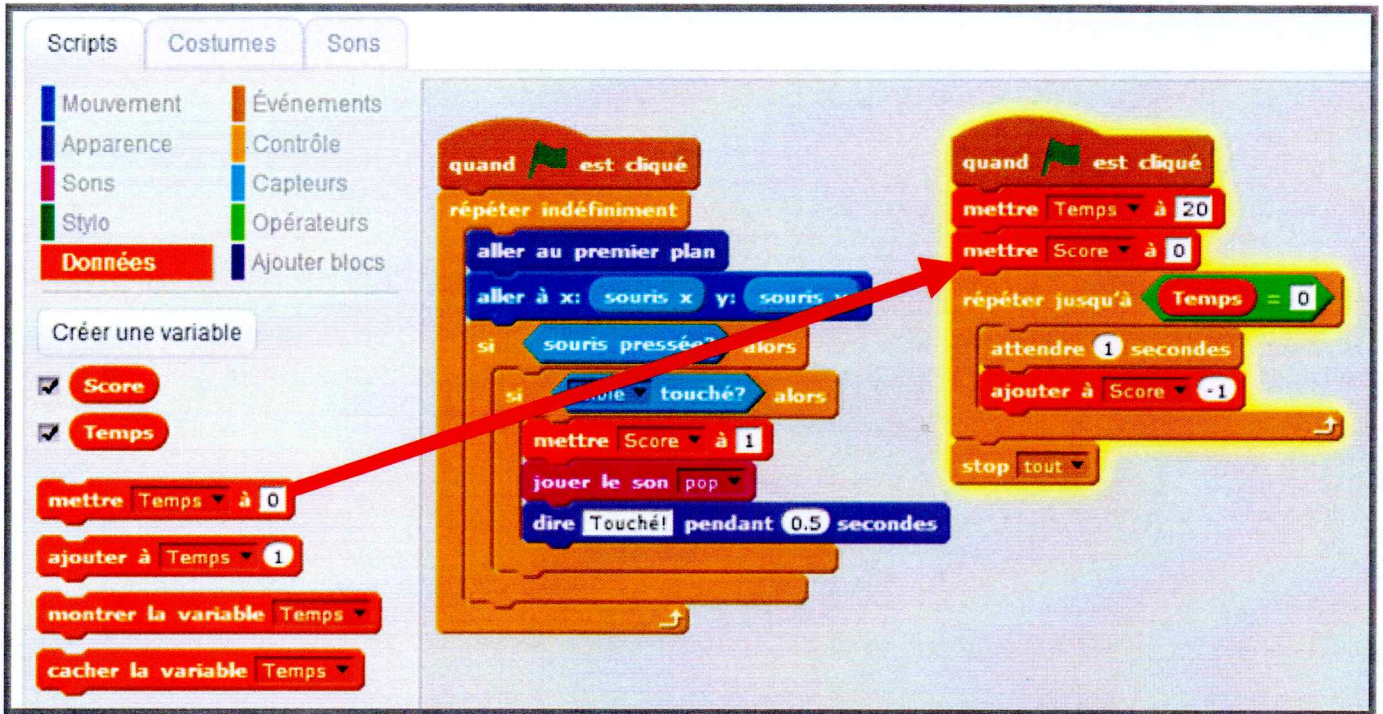 Scripts Costumes Sons
Mouvement Événements
Apparence Contrôle
Sons Capteurs
Stylo Opérateurs
Données Ajouter blocs
Créer une variable
Score
Temps
mettre Temps à 0
ajouter à Temps 1
montrer la variable Temps
cacher la variable Temps
quand est cliqué
répéter indéfiniment
aller au premier plan
aller à x: souris x y: souris
si souris pressée? alors
si touché? alors
mettre Score à 1
jouer le son pop
dire Touché! pendant 0.5 secondes
quand est cliqué
mettre Temps à 20
mettre Score à 0
répéter jusqu'à Temps = 0
attendre 1 secondes
ajouter à Score -1
stop tout